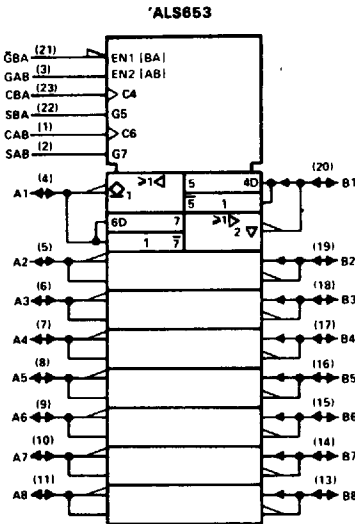 'ALS653
G̅BA (21) EN1 [BA]
GAB (3) EN2 [AB]
CBA (23) C4
SBA (22) G5
CAB (1) C6
SAB (2) G7
A1 (4) 1 ≥1 5 4D (20) B1
5̅ 1
6D 7 ≥1
1 7̅ 2
A2 (5) (19) B2
A3 (6) (18) B3
A4 (7) (17) B4
A5 (8) (16) B5
A6 (9) (15) B6
A7 (10) (14) B7
A8 (11) (13) B8